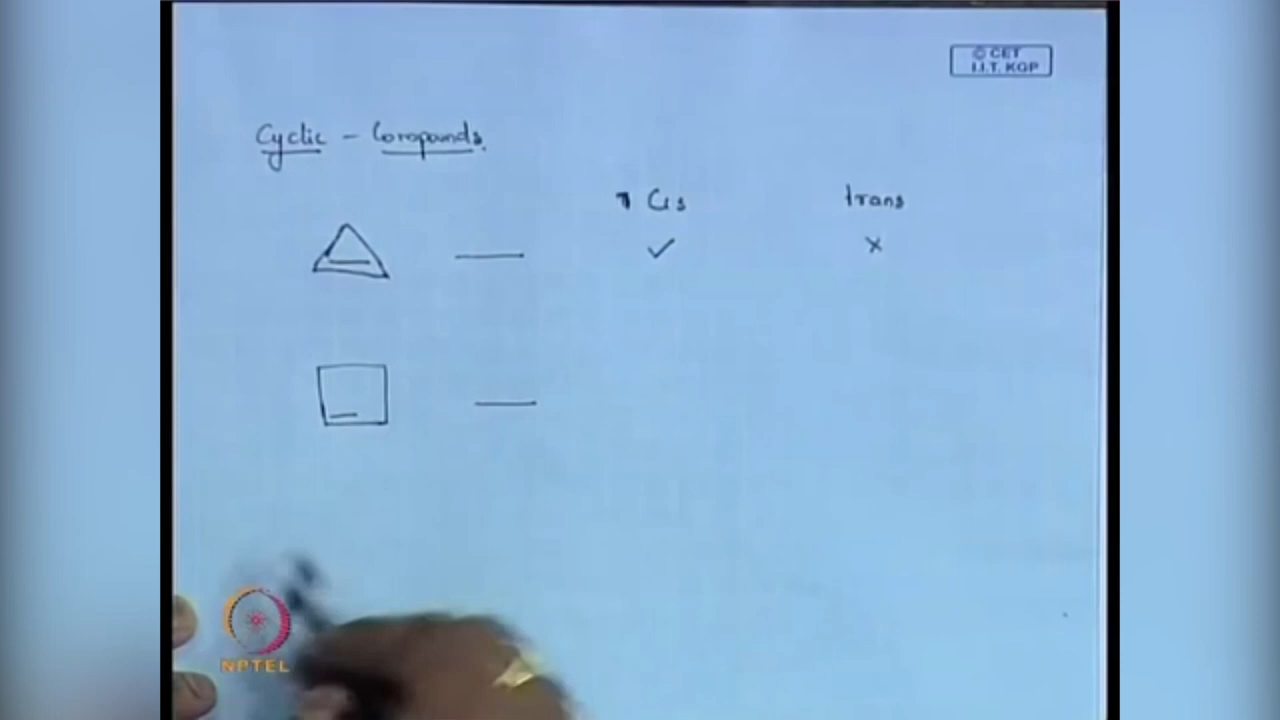 © CET
I.I.T. KGP
Cyclic - Compounds.
Cis trans
✓ ×
NPTEL